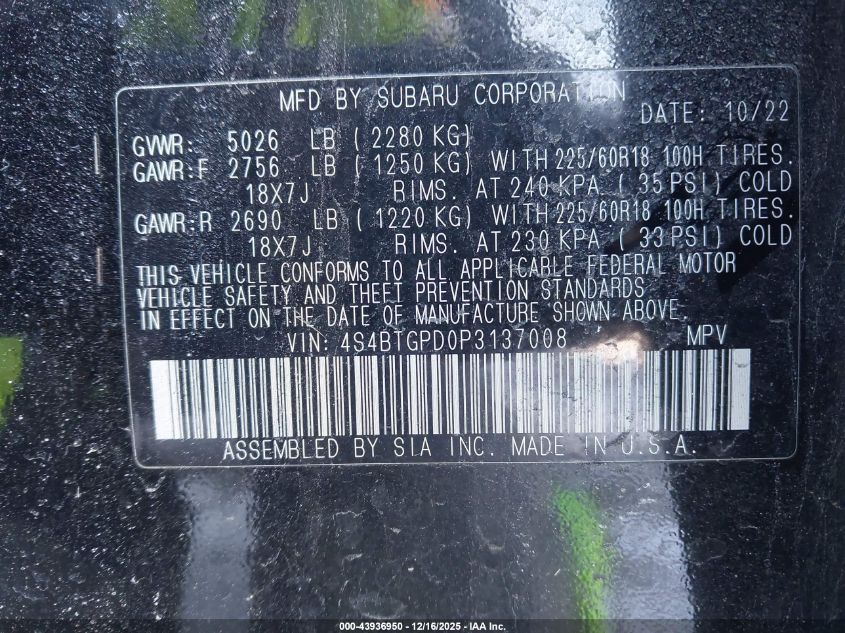 MFD BY SUBARU CORPORATION
DATE: 10/22
GVWR: 5026 LB ( 2280 KG)
GAWR:F 2756 LB ( 1250 KG) WITH 225/60R18 100H TIRES.
18X7J RIMS. AT 240 KPA ( 35 PSI) COLD
GAWR:R 2690 LB ( 1220 KG) WITH 225/60R18 100H TIRES.
18X7J RIMS. AT 230 KPA ( 33 PSI) COLD
THIS VEHICLE CONFORMS TO ALL APPLICABLE FEDERAL MOTOR
VEHICLE SAFETY AND THEFT PREVENTION STANDARDS
IN EFFECT ON THE DATE OF MANUFACTURE SHOWN ABOVE.
VIN: 4S4BTGPD0P3137008 MPV
ASSEMBLED BY SIA INC. MADE IN U.S.A.
000-43936950 - 12/16/2025 - IAA Inc.